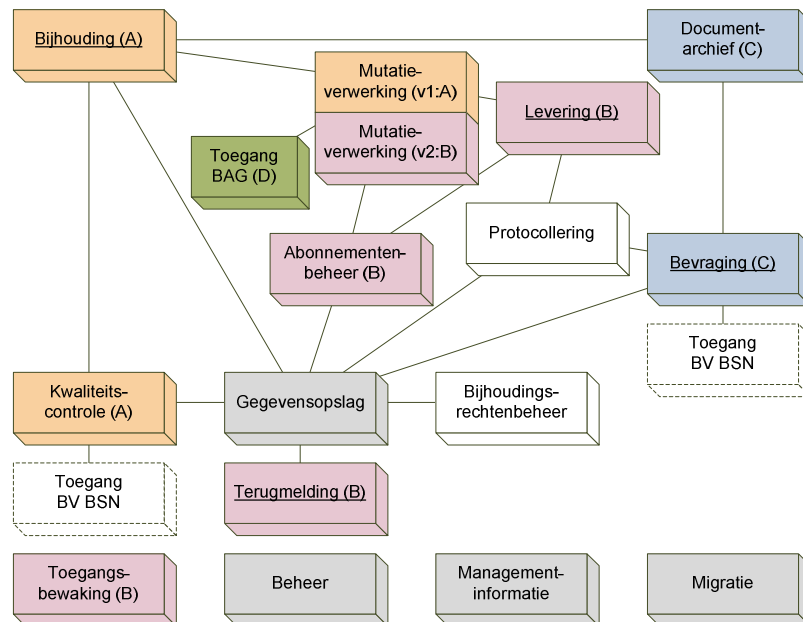 Bijhouding (A)
Document-
archief (C)
Mutatie-
verwerking (v1:A)
Mutatie-
verwerking (v2:B)
Levering (B)
Toegang
BAG (D)
Abonnementen-
beheer (B)
Protocollering
Bevraging (C)
Toegang
BV BSN
Kwaliteits-
controle (A)
Gegevensopslag
Bijhoudings-
rechtenbeheer
Toegang
BV BSN
Terugmelding (B)
Toegangs-
bewaking (B)
Beheer
Management-
informatie
Migratie